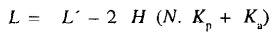 L = L´ - 2 H (N. Kp + Ka)